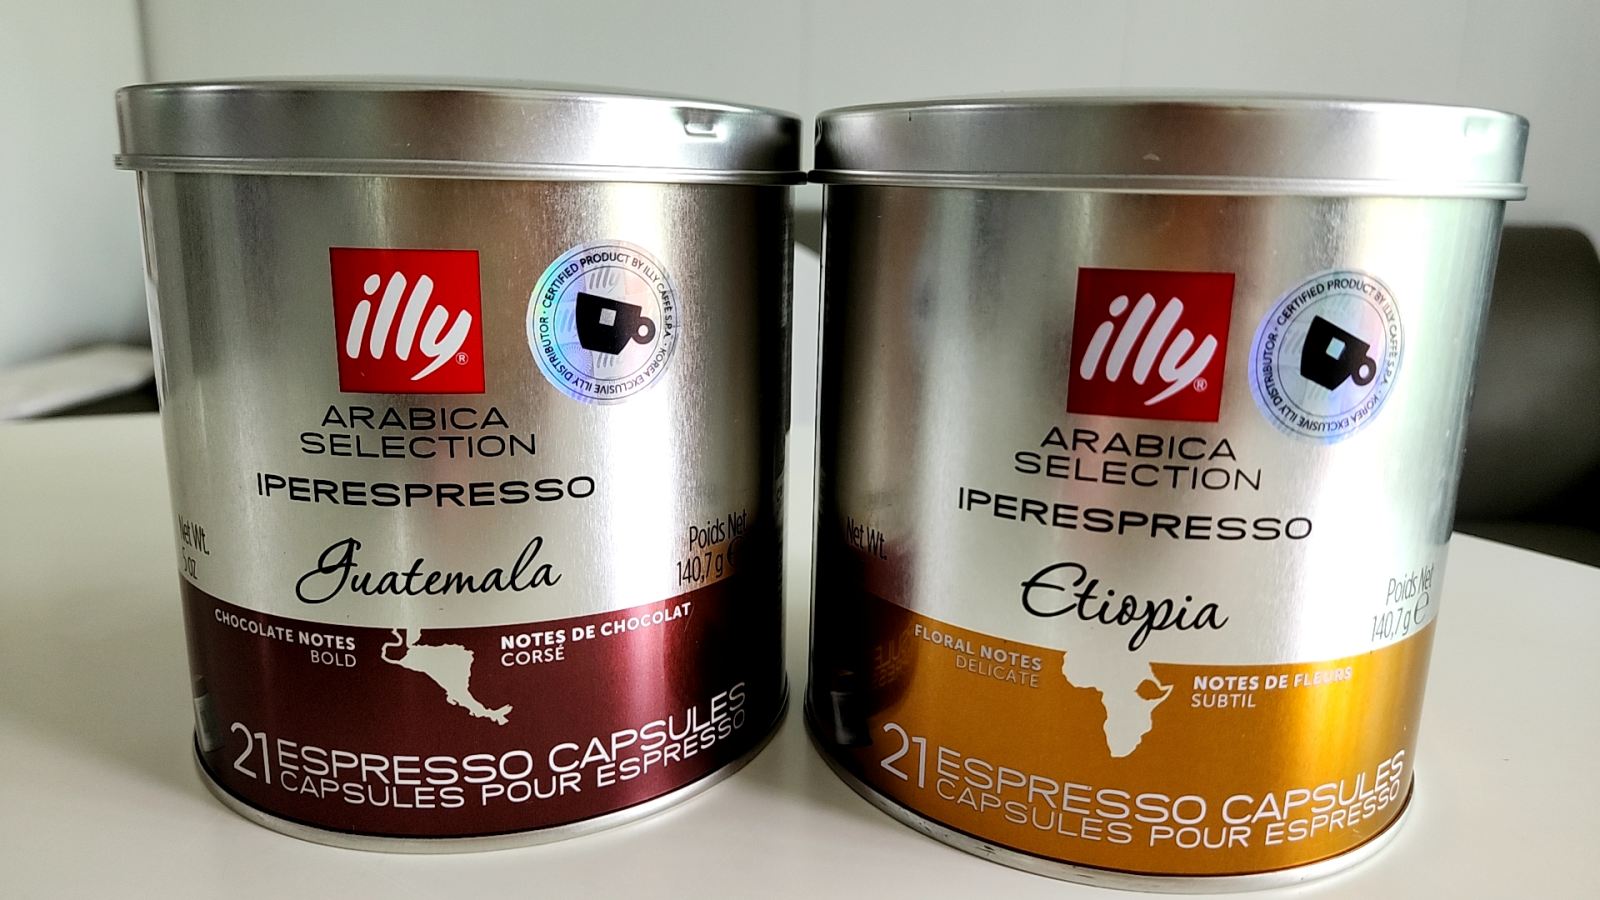 illy®
CERTIFIED PRODUCT BY ILLY CAFFÈ S.P.A. · KOREA EXCLUSIVE ILLY DISTRIBUTOR ·
ARABICA
SELECTION
IPERESPRESSO
Guatemala
Net Wt.
5 oz
Poids Net
140,7 g e
CHOCOLATE NOTES
BOLD
NOTES DE CHOCOLAT
CORSÉ
21 ESPRESSO CAPSULES
CAPSULES POUR ESPRESSO
illy®
CERTIFIED PRODUCT BY ILLY CAFFÈ S.P.A. · KOREA EXCLUSIVE ILLY DISTRIBUTOR ·
ARABICA
SELECTION
IPERESPRESSO
Etiopia
Net Wt.
Poids Net
140,7 g e
FLORAL NOTES
DELICATE
NOTES DE FLEURS
SUBTIL
21 ESPRESSO CAPSULES
CAPSULES POUR ESPRESSO